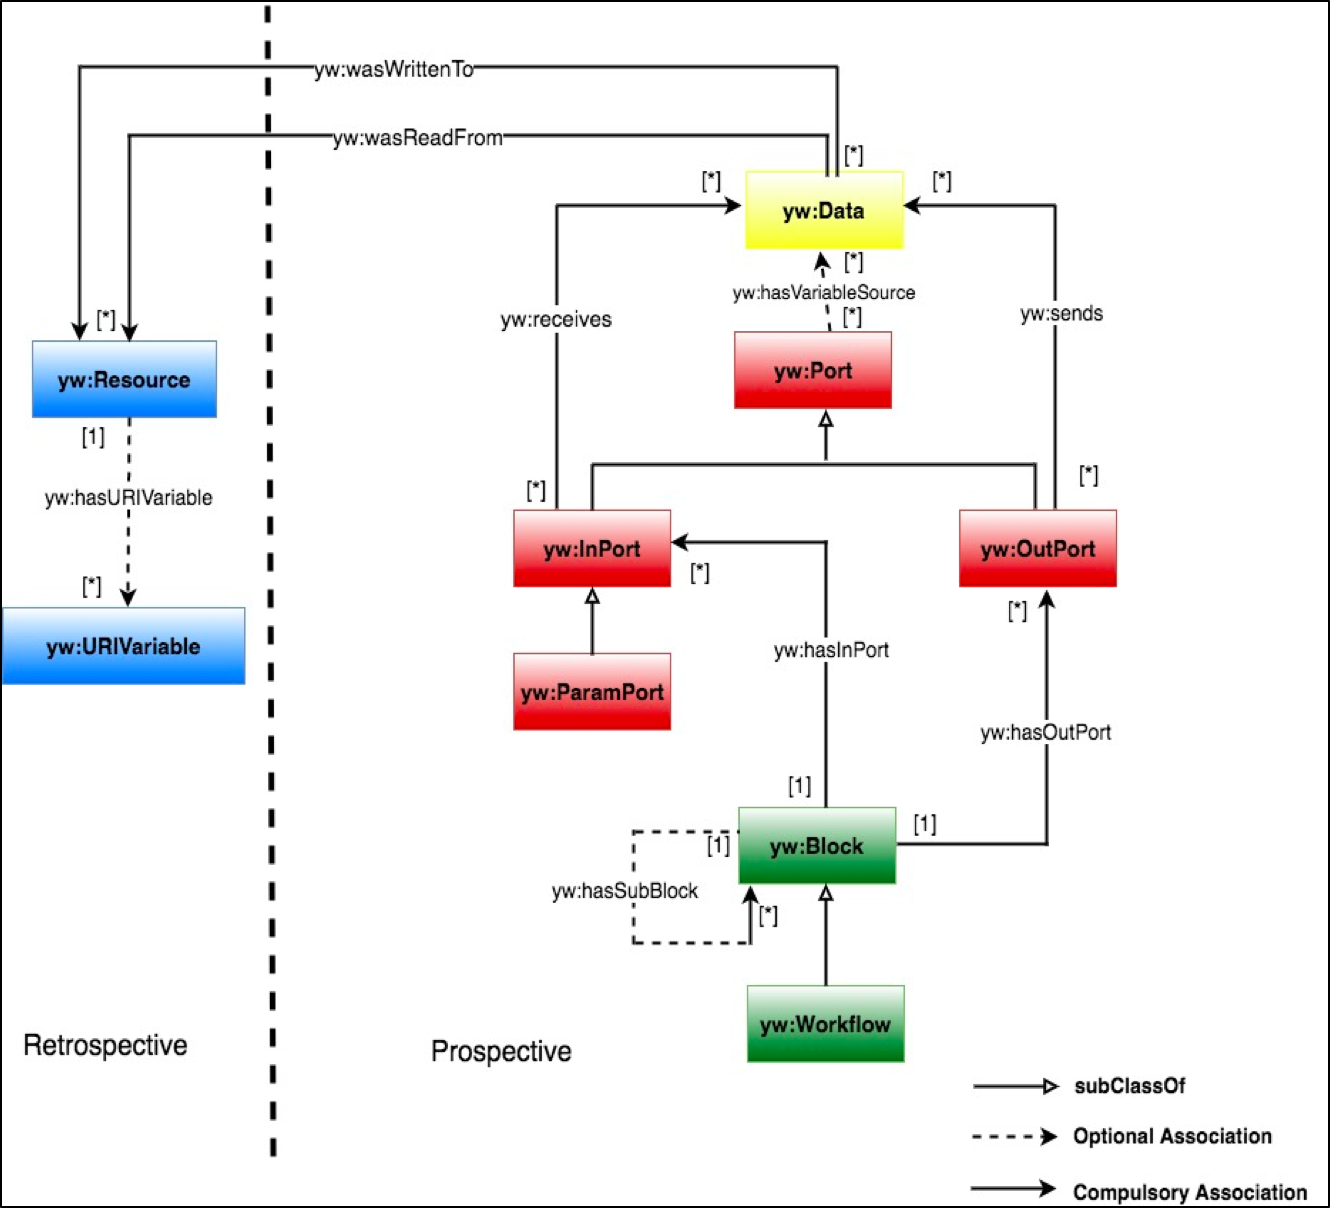 yw:wasWrittenTo
yw:wasReadFrom
[*]
[*]
[*]
yw:Data
[*]
yw:hasVariableSource
yw:receives
[*]
yw:sends
[*]
yw:Resource
yw:Port
[1]
[*]
[*]
yw:hasURIVariable
yw:InPort
yw:OutPort
[*]
[*]
[*]
yw:URIVariable
yw:hasInPort
yw:ParamPort
yw:hasOutPort
[1]
[1]
[1]
yw:Block
yw:hasSubBlock
[*]
yw:Workflow
Retrospective
Prospective
subClassOf
Optional Association
Compulsory Association